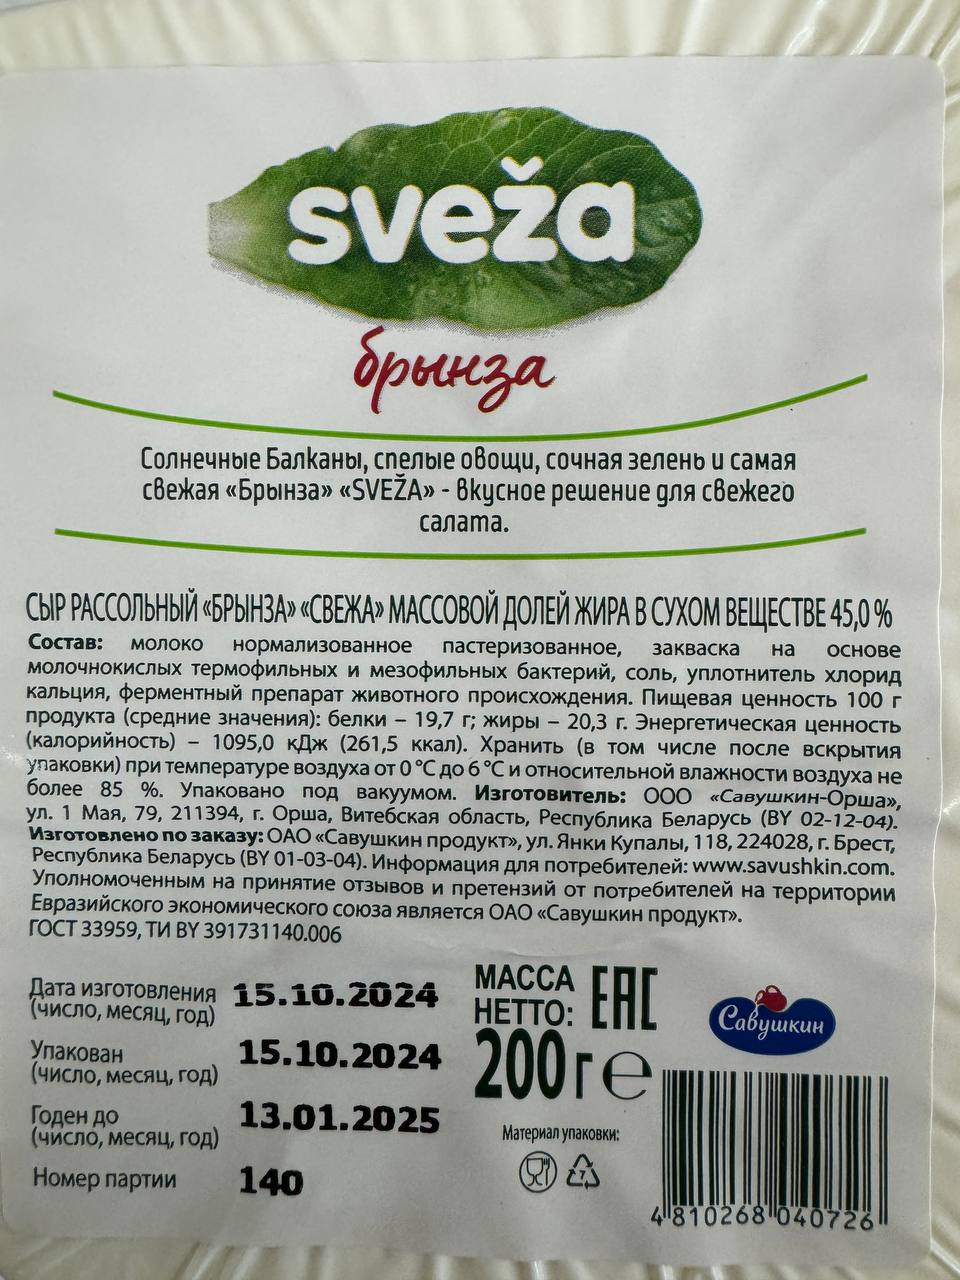 sveža
брынза
Солнечные Балканы, спелые овощи, сочная зелень и самая
свежая «Брынза» «SVEŽA» - вкусное решение для свежего
салата.
СЫР РАССОЛЬНЫЙ «БРЫНЗА» «СВЕЖА» МАССОВОЙ ДОЛЕЙ ЖИРА В СУХОМ ВЕЩЕСТВЕ 45,0 %
Состав: молоко нормализованное пастеризованное, закваска на основе
молочнокислых термофильных и мезофильных бактерий, соль, уплотнитель хлорид
кальция, ферментный препарат животного происхождения. Пищевая ценность 100 г
продукта (средние значения): белки – 19,7 г; жиры – 20,3 г. Энергетическая ценность
(калорийность) – 1095,0 кДж (261,5 ккал). Хранить (в том числе после вскрытия
упаковки) при температуре воздуха от 0 °С до 6 °С и относительной влажности воздуха не
более 85 %. Упаковано под вакуумом. Изготовитель: ООО «Савушкин-Орша»,
ул. 1 Мая, 79, 211394, г. Орша, Витебская область, Республика Беларусь (BY 02-12-04).
Изготовлено по заказу: ОАО «Савушкин продукт», ул. Янки Купалы, 118, 224028, г. Брест,
Республика Беларусь (BY 01-03-04). Информация для потребителей: www.savushkin.com.
Уполномоченным на принятие отзывов и претензий от потребителей на территории
Евразийского экономического союза является ОАО «Савушкин продукт».
ГОСТ 33959, ТИ BY 391731140.006
Дата изготовления 15.10.2024
(число, месяц, год)
Упакован 15.10.2024
(число, месяц, год)
Годен до 13.01.2025
(число, месяц, год)
Номер партии 140
МАССА
НЕТТО:
200 г e
EAC
Савушкин
Материал упаковки:
7
4 810268 040726